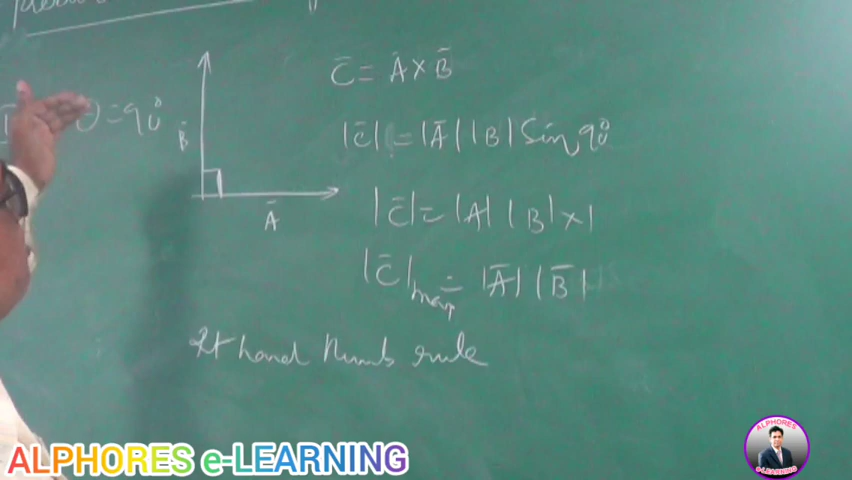 θ = 90°
B̄
Ā
C̄ = Ā × B̄
|C̄| = |Ā| |B| Sin 90°
|C̄| = |A| |B| × 1
|C̄|max = |Ā| |B̄|
Rt hand thumb rule
ALPHORES e-LEARNING
ALPHORES
e-LEARNING